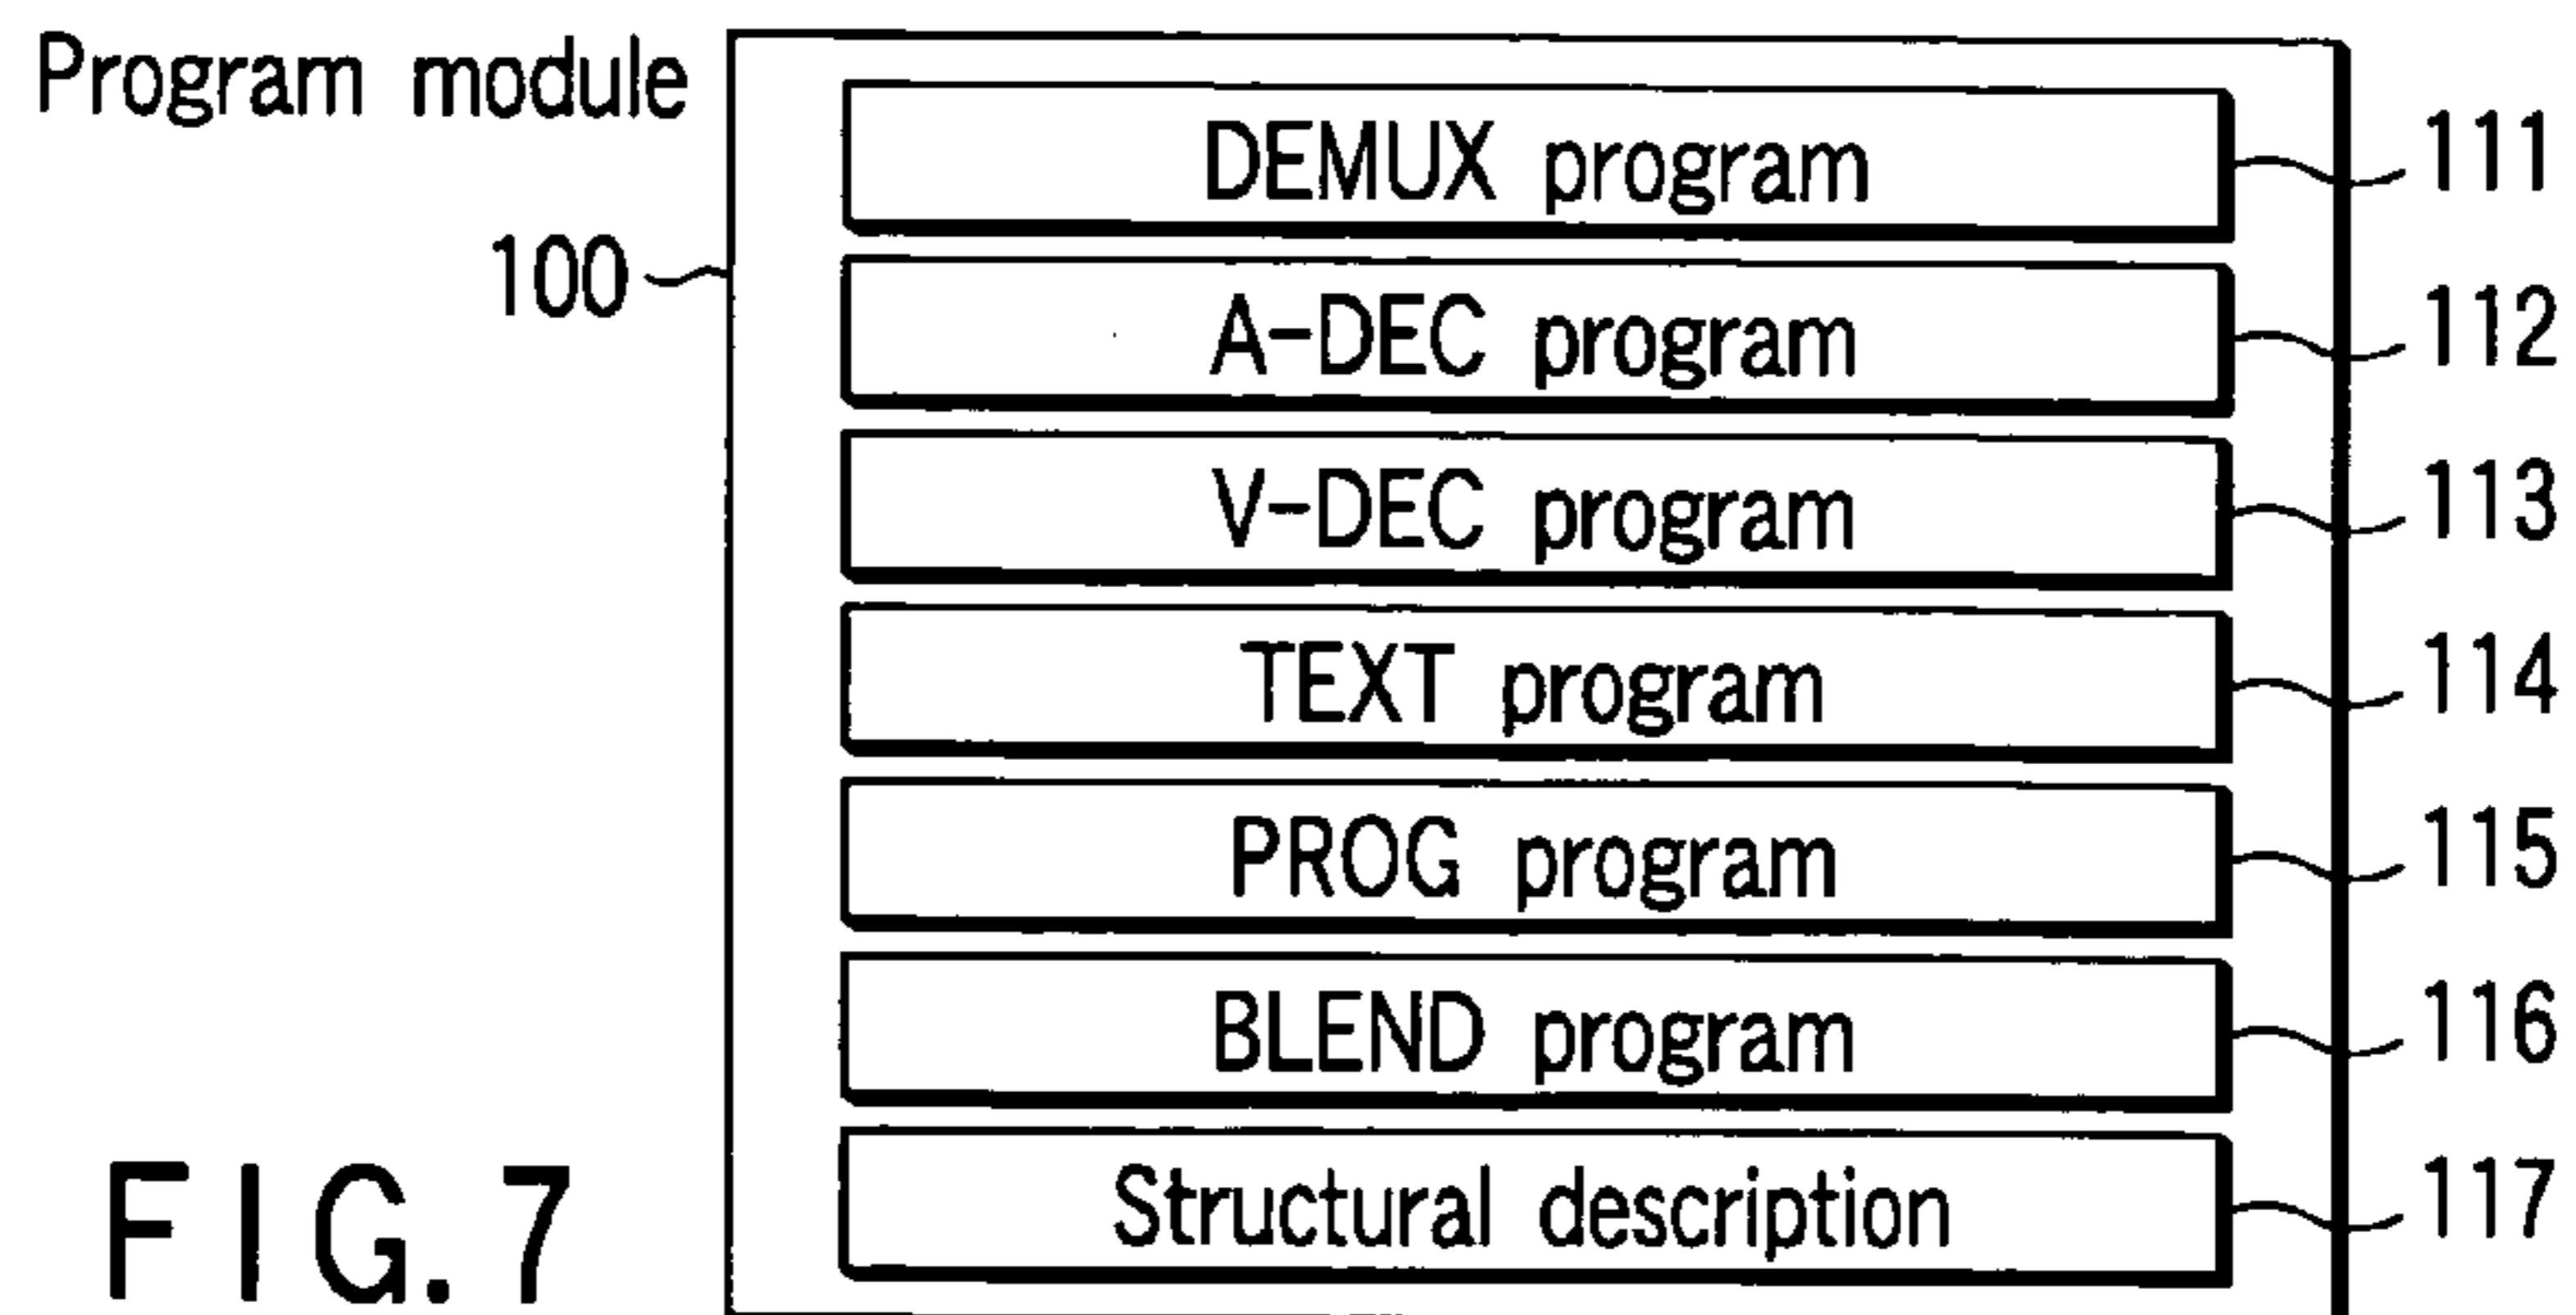 Program module
100
DEMUX program
111
A-DEC program
112
V-DEC program
113
TEXT program
114
PROG program
115
BLEND program
116
Structural description
117
FIG.7